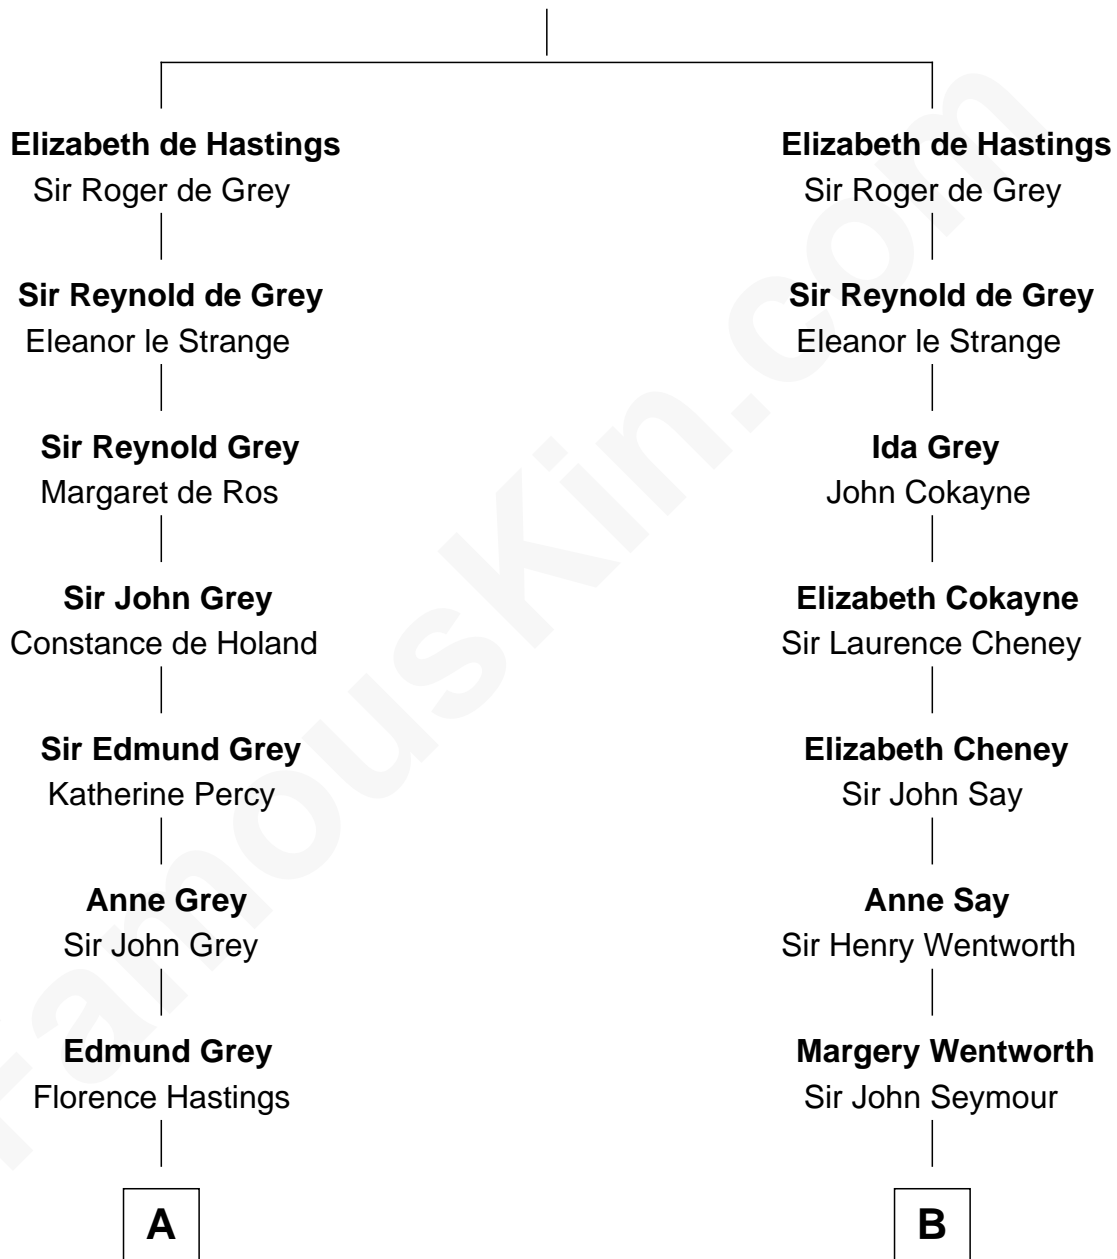 Elizabeth de Hastings
Sir Roger de Grey
Sir Reynold de Grey
Eleanor le Strange
Sir Reynold Grey
Margaret de Ros
Sir John Grey
Constance de Holand
Sir Edmund Grey
Katherine Percy
Anne Grey
Sir John Grey
Edmund Grey
Florence Hastings
A
Elizabeth de Hastings
Sir Roger de Grey
Sir Reynold de Grey
Eleanor le Strange
Ida Grey
John Cokayne
Elizabeth Cokayne
Sir Laurence Cheney
Elizabeth Cheney
Sir John Say
Anne Say
Sir Henry Wentworth
Margery Wentworth
Sir John Seymour
B
FamousKin.com